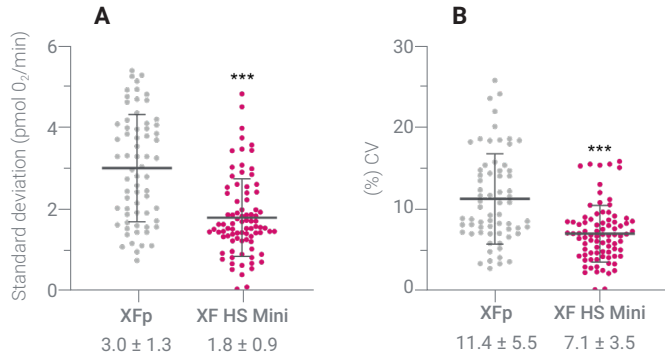 A
Standard deviation (pmol 0₂/min)
6
4
2
0
***
XFp
XF HS Mini
3.0 ± 1.3
1.8 ± 0.9
B
(%) CV
30
20
10
0
***
XFp
XF HS Mini
11.4 ± 5.5
7.1 ± 3.5